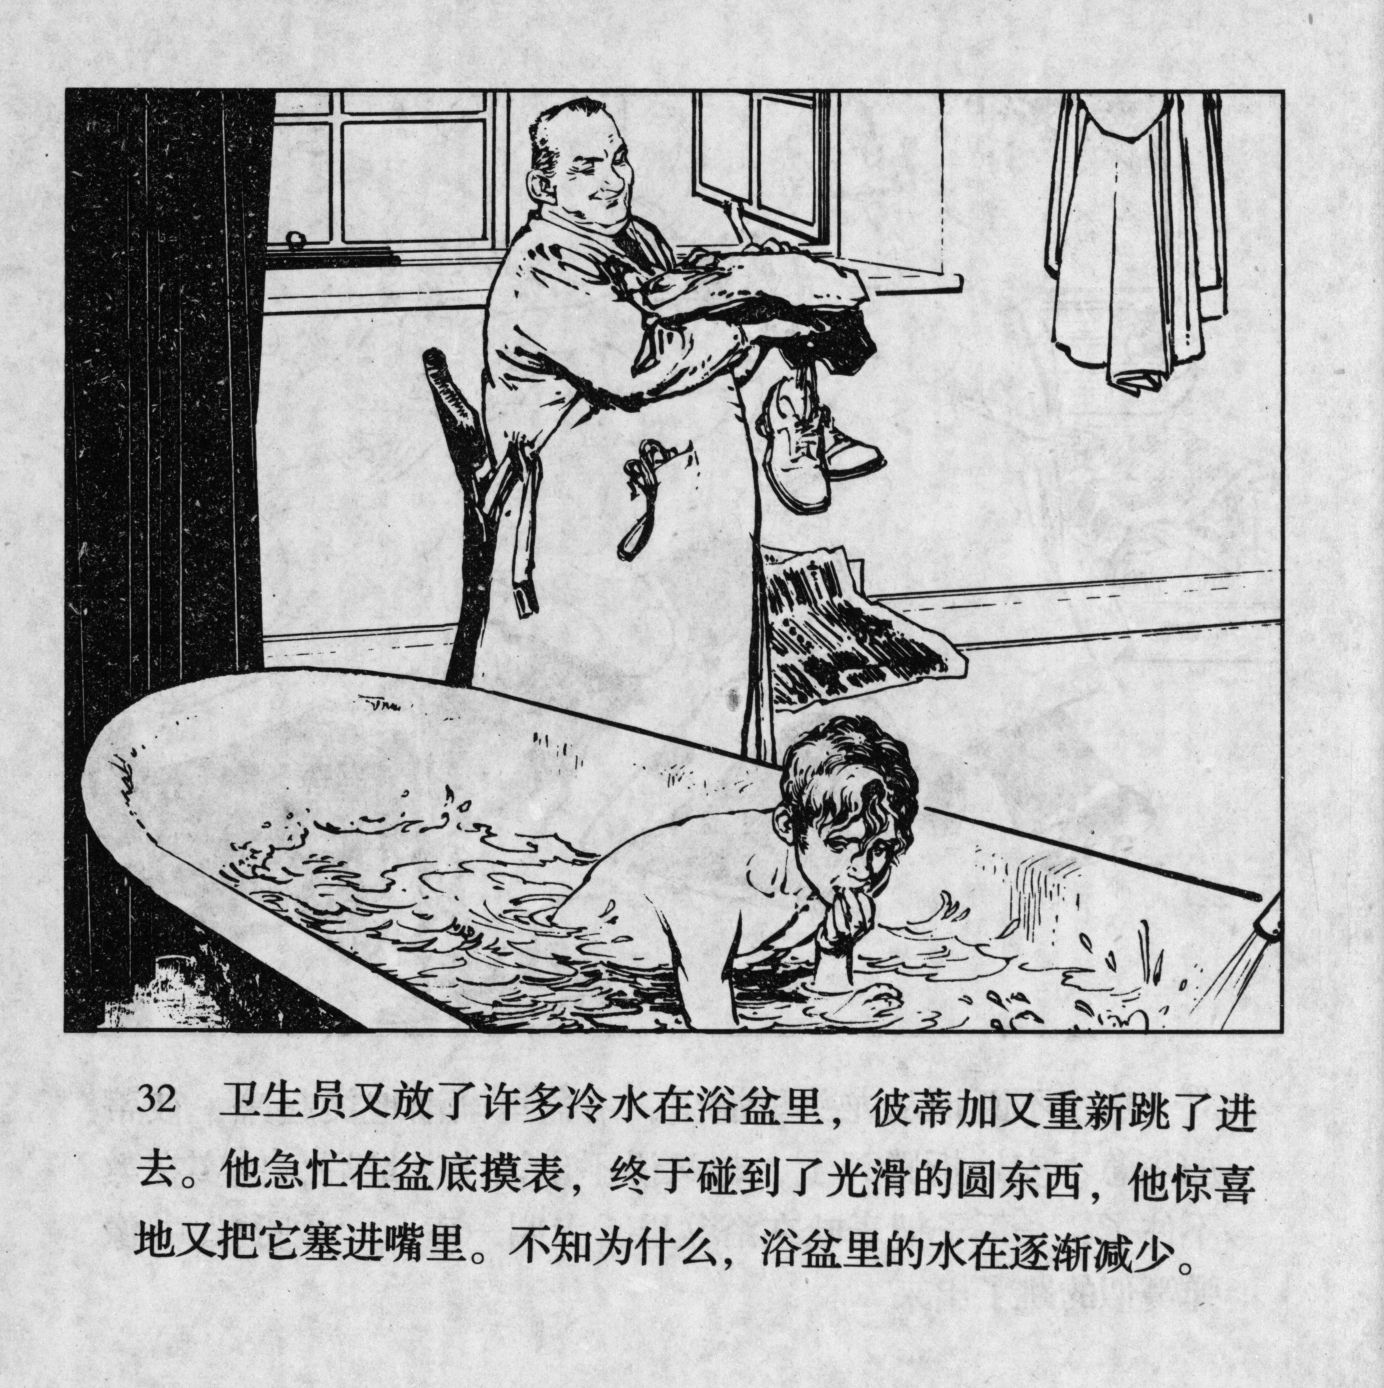 32 卫生员又放了许多冷水在浴盆里，彼蒂加又重新跳了进
去。他急忙在盆底摸表，终于碰到了光滑的圆东西，他惊喜
地又把它塞进嘴里。不知为什么，浴盆里的水在逐渐减少。